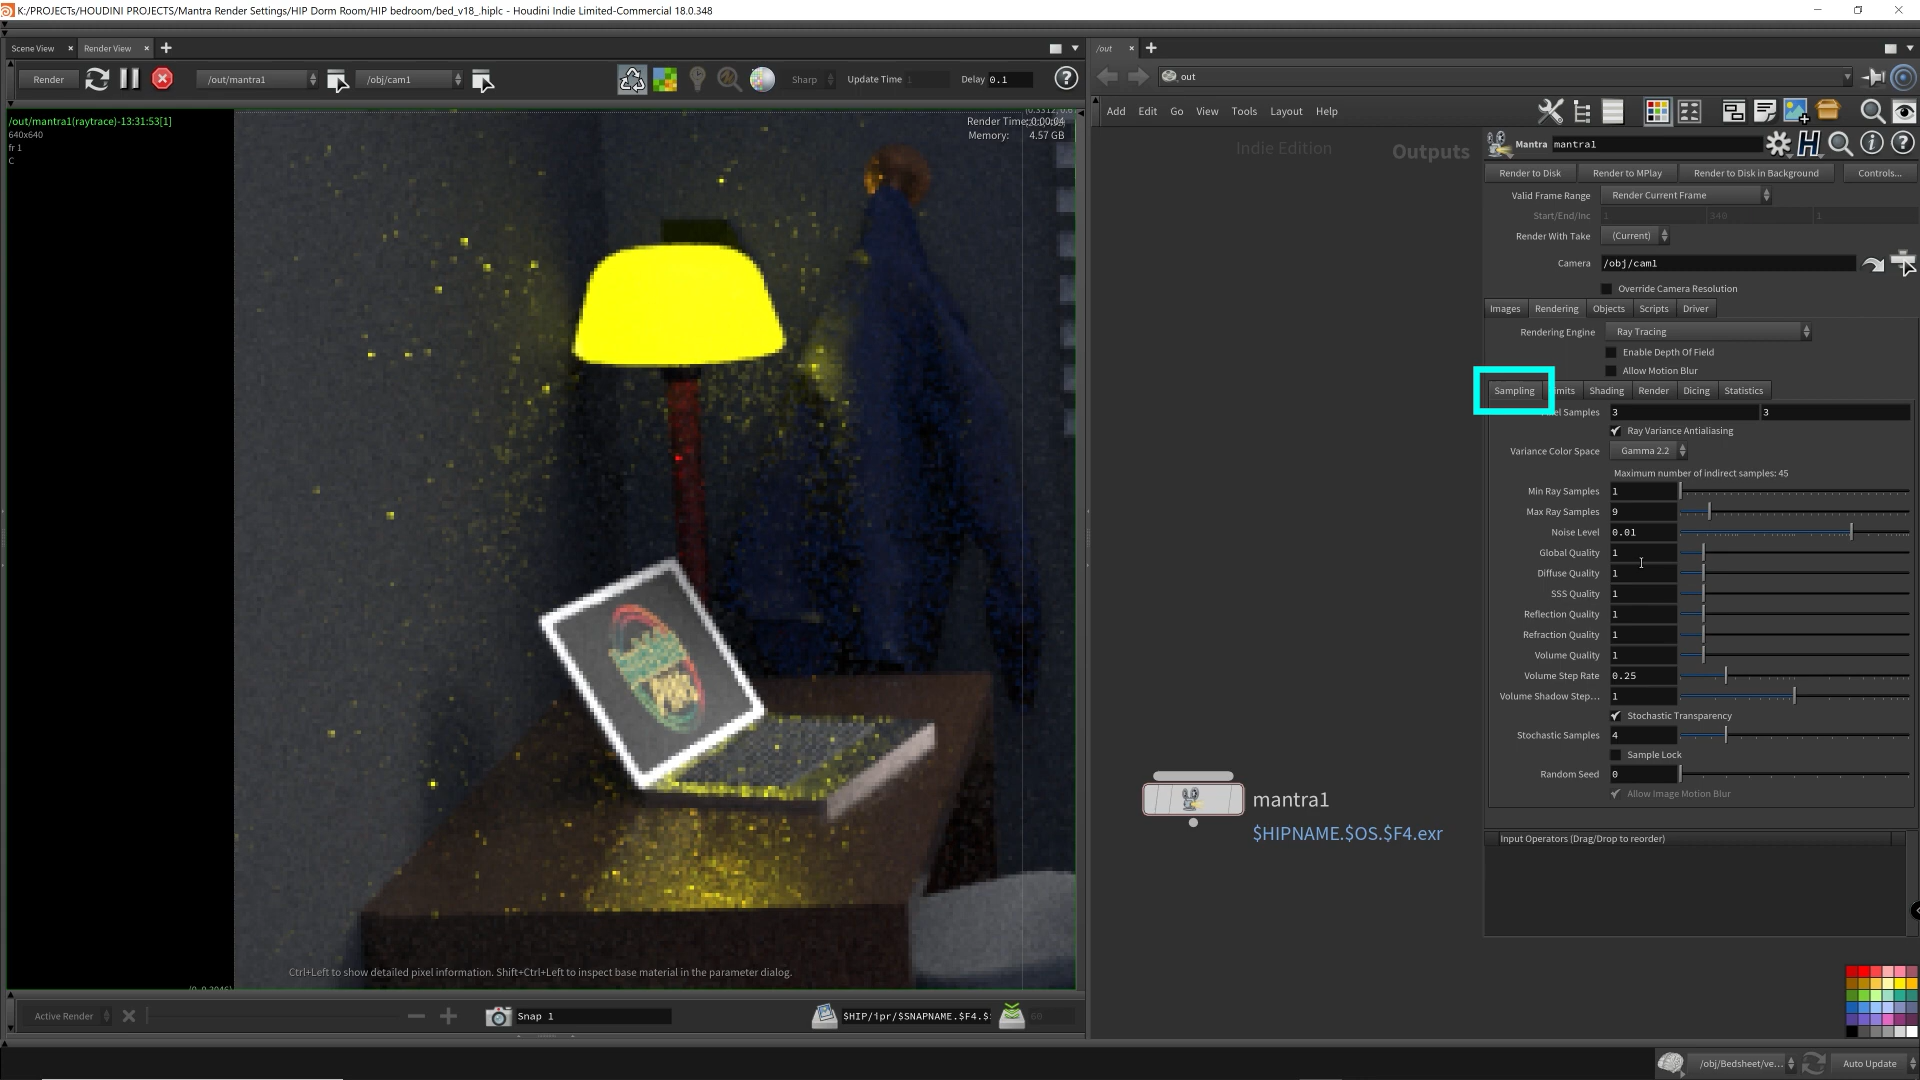 K:/PROJECTs/HOUDINI PROJECTS/Mantra Render Settings/HIP Dorm Room/HIP bedroom/bed_v18_.hiplc - Houdini Indie Limited-Commercial 18.0.348
Scene View
Render View
/out
Render
/out/mantra1
/obj/cam1
Sharp
Update Time 1
Delay 0.1
out
Add Edit Go View Tools Layout Help
/out/mantra1(raytrace)-13:31:53[1]
640x640
fr 1
C
Render Time:
Memory: 4.57 GB
Indie Edition
Outputs
Mantra mantra1
Render to Disk
Render to MPlay
Render to Disk in Background
Controls...
Valid Frame Range Render Current Frame
Start/End/Inc 1 340 1
Render With Take (Current)
Camera /obj/cam1
Override Camera Resolution
Images Rendering Objects Scripts Driver
Rendering Engine Ray Tracing
Enable Depth Of Field
Allow Motion Blur
Sampling Shading Render Dicing Statistics
Samples 3 3
Ray Variance Antialiasing
Variance Color Space Gamma 2.2
Maximum number of indirect samples: 45
Min Ray Samples 1
Max Ray Samples 9
Noise Level 0.01
Global Quality 1
Diffuse Quality 1
SSS Quality 1
Reflection Quality 1
Refraction Quality 1
Volume Quality 1
Volume Step Rate 0.25
Volume Shadow Step... 1
Stochastic Transparency
Stochastic Samples 4
Sample Lock
Random Seed 0
Allow Image Motion Blur
Input Operators (Drag/Drop to reorder)
mantra1
$HIPNAME.$OS.$F4.exr
Ctrl+Left to show detailed pixel information. Shift+Ctrl+Left to inspect base material in the parameter dialog.
Active Render
Snap 1
$HIP/ipr/$SNAPNAME.$F4.$
/obj/Bedsheet/ve...
Auto Update